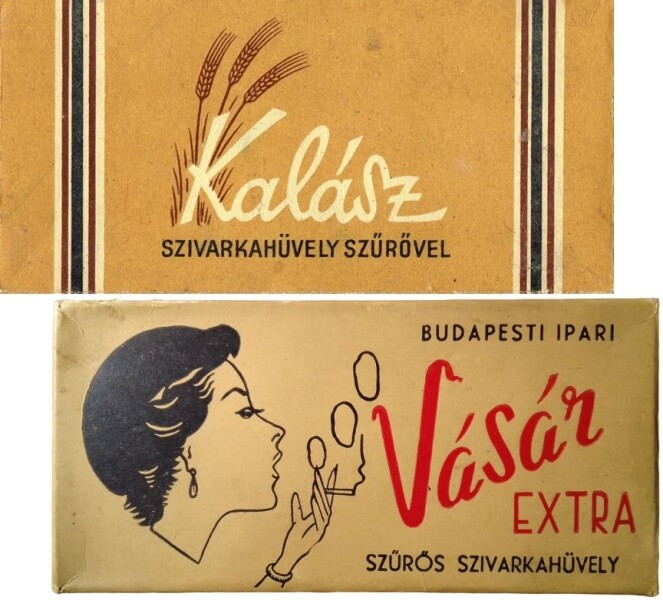 Kalász
SZIVARKAHÜVELY SZŰRŐVEL
BUDAPESTI IPARI
Vásár
EXTRA
SZŰRŐS SZIVARKAHÜVELY